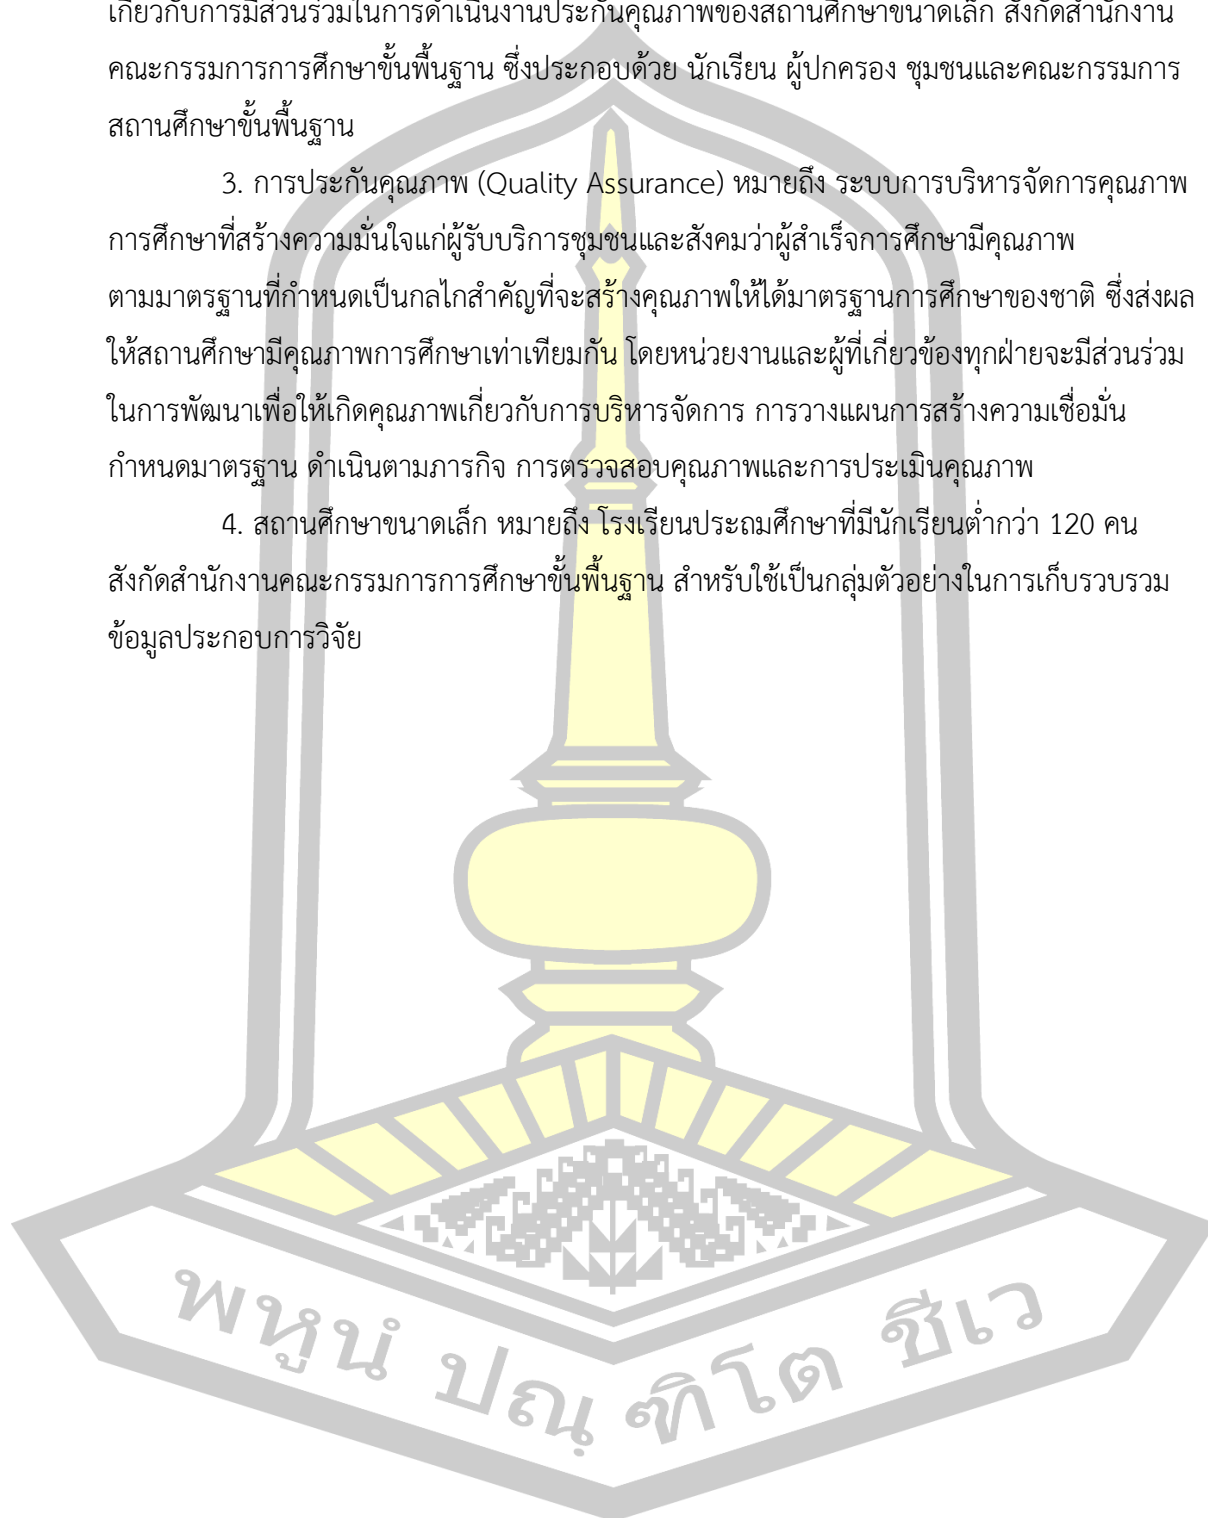 เกี่ยวกับการมีส่วนร่วมในการดำเนินงานประกันคุณภาพของสถานศึกษาขนาดเล็ก สังกัดสำนักงาน
คณะกรรมการการศึกษาขั้นพื้นฐาน ซึ่งประกอบด้วย นักเรียน ผู้ปกครอง ชุมชนและคณะกรรมการ
สถานศึกษาขั้นพื้นฐาน
3. การประกันคุณภาพ (Quality Assurance) หมายถึง ระบบการบริหารจัดการคุณภาพ
การศึกษาที่สร้างความมั่นใจแก่ผู้รับบริการชุมชนและสังคมว่าผู้สำเร็จการศึกษามีคุณภาพ
ตามมาตรฐานที่กำหนดเป็นกลไกสำคัญที่จะสร้างคุณภาพให้ได้มาตรฐานการศึกษาของชาติ ซึ่งส่งผล
ให้สถานศึกษามีคุณภาพการศึกษาเท่าเทียมกัน โดยหน่วยงานและผู้ที่เกี่ยวข้องทุกฝ่ายจะมีส่วนร่วม
ในการพัฒนาเพื่อให้เกิดคุณภาพเกี่ยวกับการบริหารจัดการ การวางแผนการสร้างความเชื่อมั่น
กำหนดมาตรฐาน ดำเนินตามภารกิจ การตรวจสอบคุณภาพและการประเมินคุณภาพ
4. สถานศึกษาขนาดเล็ก หมายถึง โรงเรียนประถมศึกษาที่มีนักเรียนต่ำกว่า 120 คน
สังกัดสำนักงานคณะกรรมการการศึกษาขั้นพื้นฐาน สำหรับใช้เป็นกลุ่มตัวอย่างในการเก็บรวบรวม
ข้อมูลประกอบการวิจัย
พหูนํ ปณฺ ฑิโต ชีเว